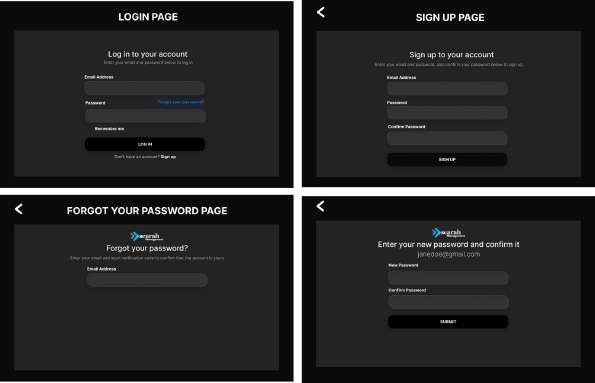 LOGIN PAGE
Log in to your account
Enter your email and password below to log in
Email Address
Password
Forgot your password?
Remember me
LOG IN
Don't have an account? Sign up
SIGN UP PAGE
Sign up to your account
Enter your email and password, also confirm your password below to sign up.
Email Address
Password
Confirm Password
SIGN UP
FORGOT YOUR PASSWORD PAGE
Management
Forgot your password?
Enter your email and input verification code to confirm that the account is yours
Email Address
Management
Enter your new password and confirm it
janedoe@gmail.com
New Password
Confirm Password
SUBMIT